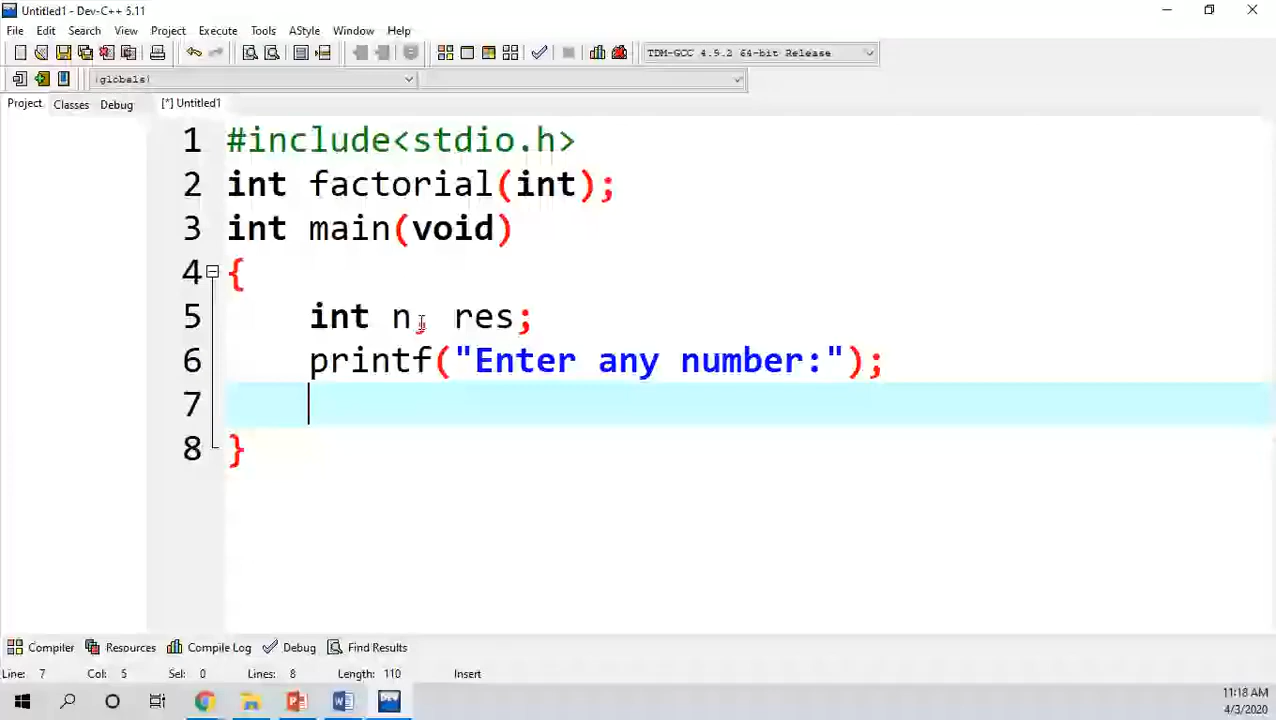 Untitled1 - Dev-C++ 5.11
File Edit Search View Project Execute Tools AStyle Window Help
TDM-GCC 4.9.2 64-bit Release
(globals)
Project Classes Debug [*] Untitled1
1 #include<stdio.h>
2 int factorial(int);
3 int main(void)
4 {
5 int n, res;
6 printf("Enter any number:");
7
8 }
Compiler Resources Compile Log Debug Find Results
Line: 7 Col: 5 Sel: 0 Lines: 8 Length: 110 Insert
DEV
11:18 AM
4/3/2020